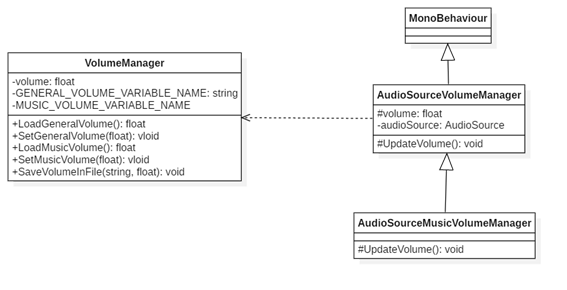 MonoBehaviour
VolumeManager
-volume: float
-GENERAL_VOLUME_VARIABLE_NAME: string
-MUSIC_VOLUME_VARIABLE_NAME
+LoadGeneralVolume(): float
+SetGeneralVolume(float): vloid
+LoadMusicVolume(): float
+SetMusicVolume(float): vloid
+SaveVolumeInFile(string, float): void
AudioSourceVolumeManager
#volume: float
-audioSource: AudioSource
#UpdateVolume(): void
AudioSourceMusicVolumeManager
#UpdateVolume(): void